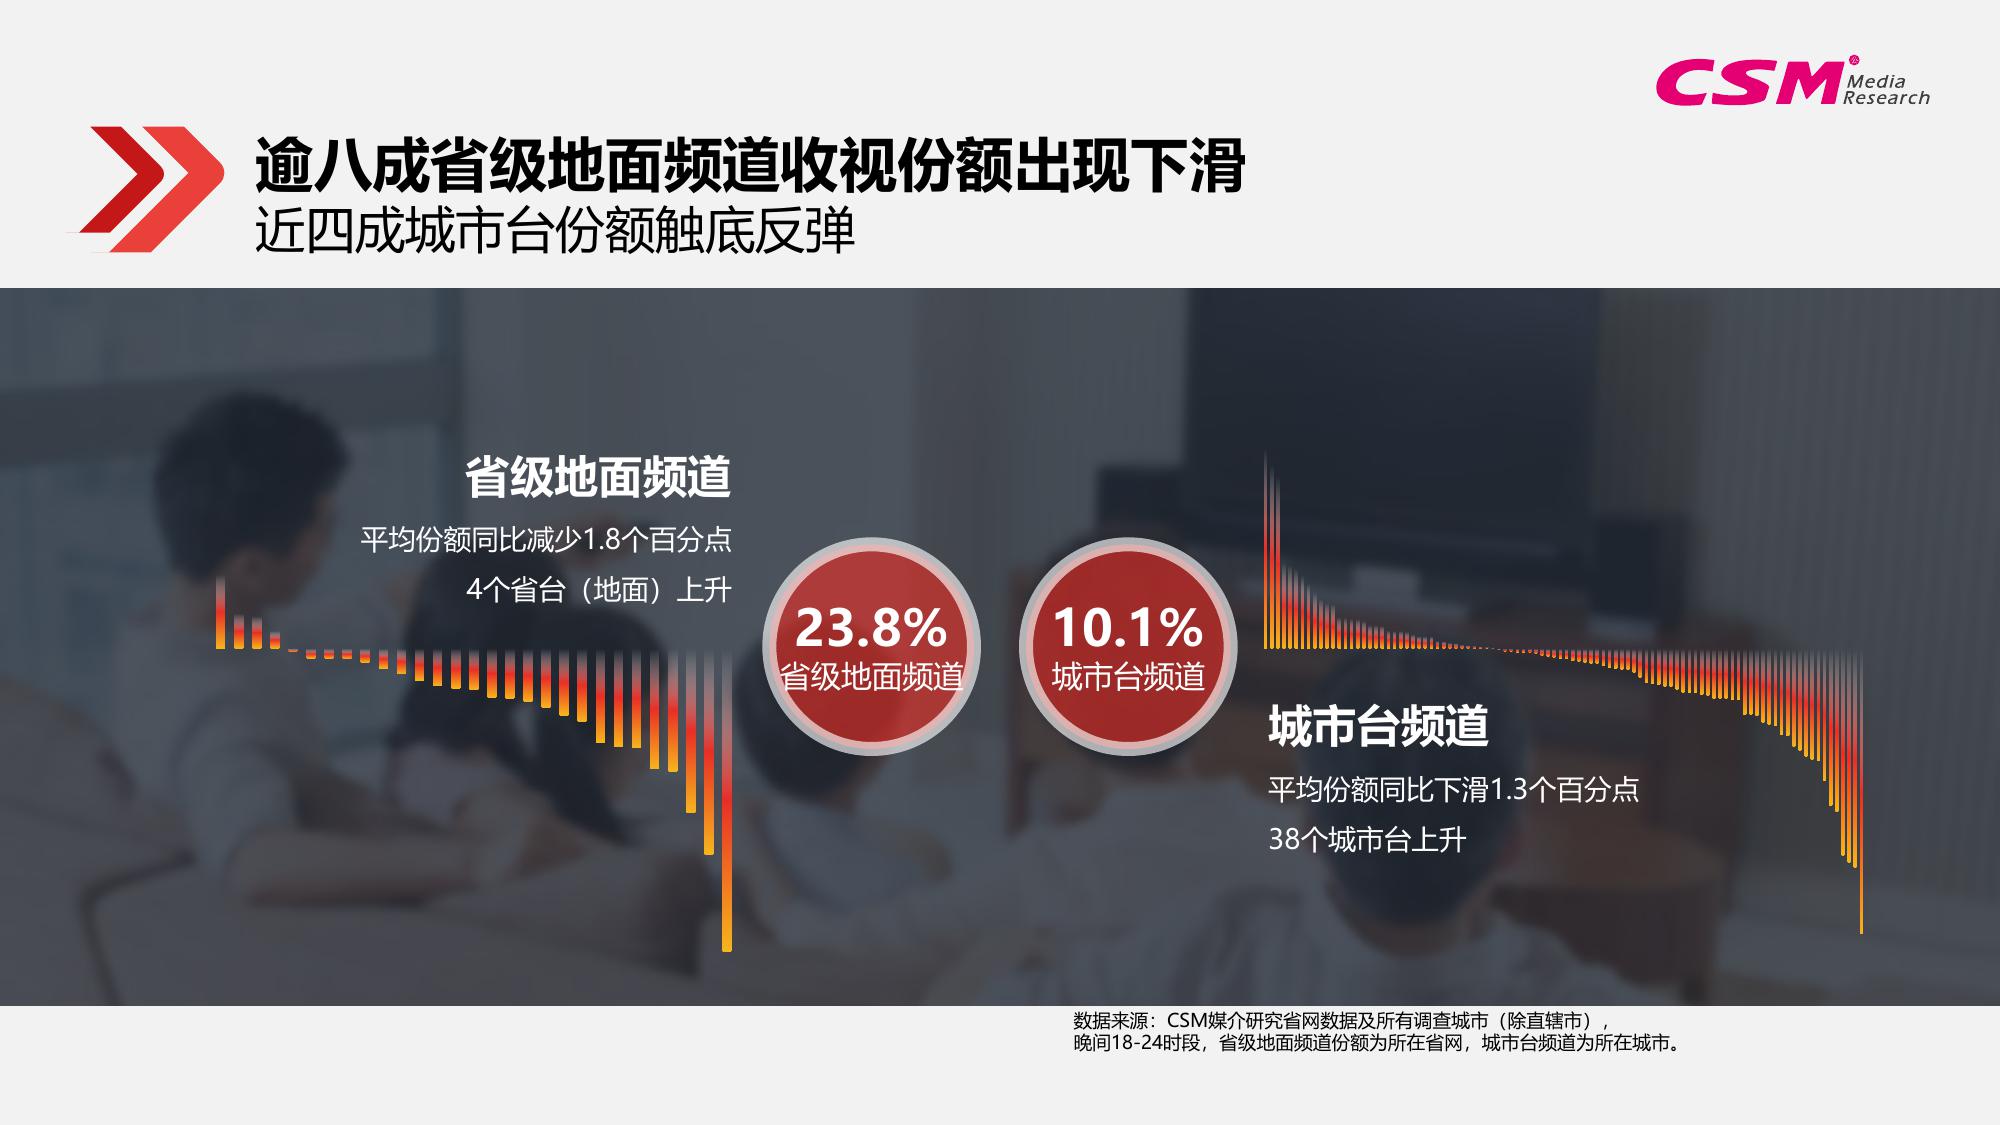 CSM Media
Research
逾八成省级地面频道收视份额出现下滑
近四成城市台份额触底反弹
省级地面频道
平均份额同比减少1.8个百分点
4个省台（地面）上升
23.8%
省级地面频道
10.1%
城市台频道
城市台频道
平均份额同比下滑1.3个百分点
38个城市台上升
数据来源：CSM媒介研究省网数据及所有调查城市（除直辖市），
晚间18-24时段，省级地面频道份额为所在省网，城市台频道为所在城市。